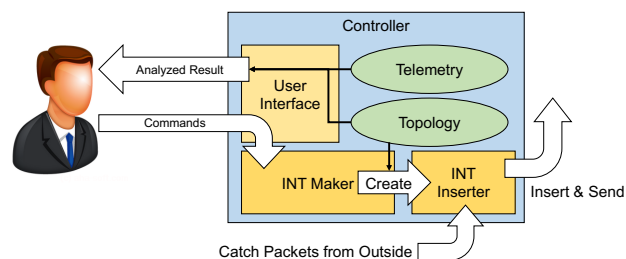 Controller
Analyzed Result
User
Interface
Telemetry
Topology
Commands
INT Maker
Create
INT
Inserter
Insert & Send
Catch Packets from Outside